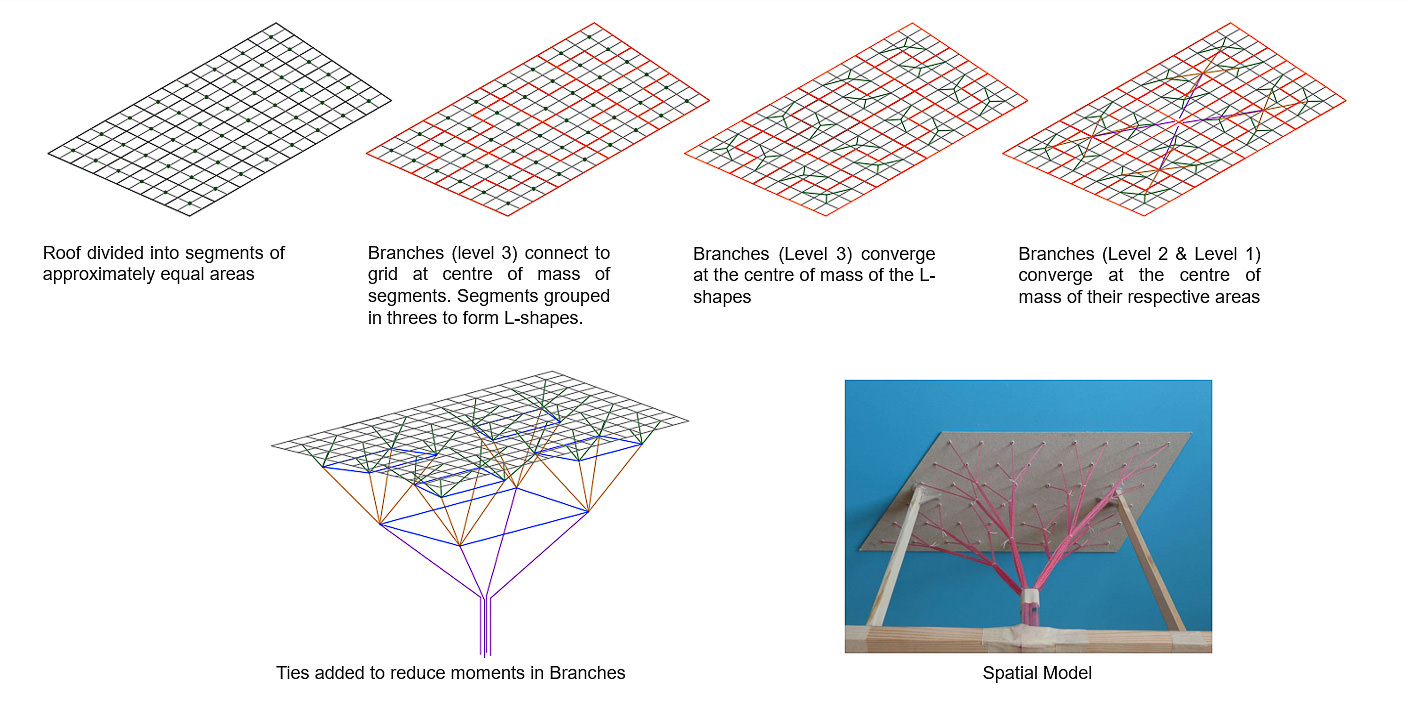 Roof divided into segments of
approximately equal areas
Branches (level 3) connect to
grid at centre of mass of
segments. Segments grouped
in threes to form L-shapes.
Branches (Level 3) converge
at the centre of mass of the L-
shapes
Branches (Level 2 & Level 1)
converge at the centre of
mass of their respective areas
Ties added to reduce moments in Branches
Spatial Model